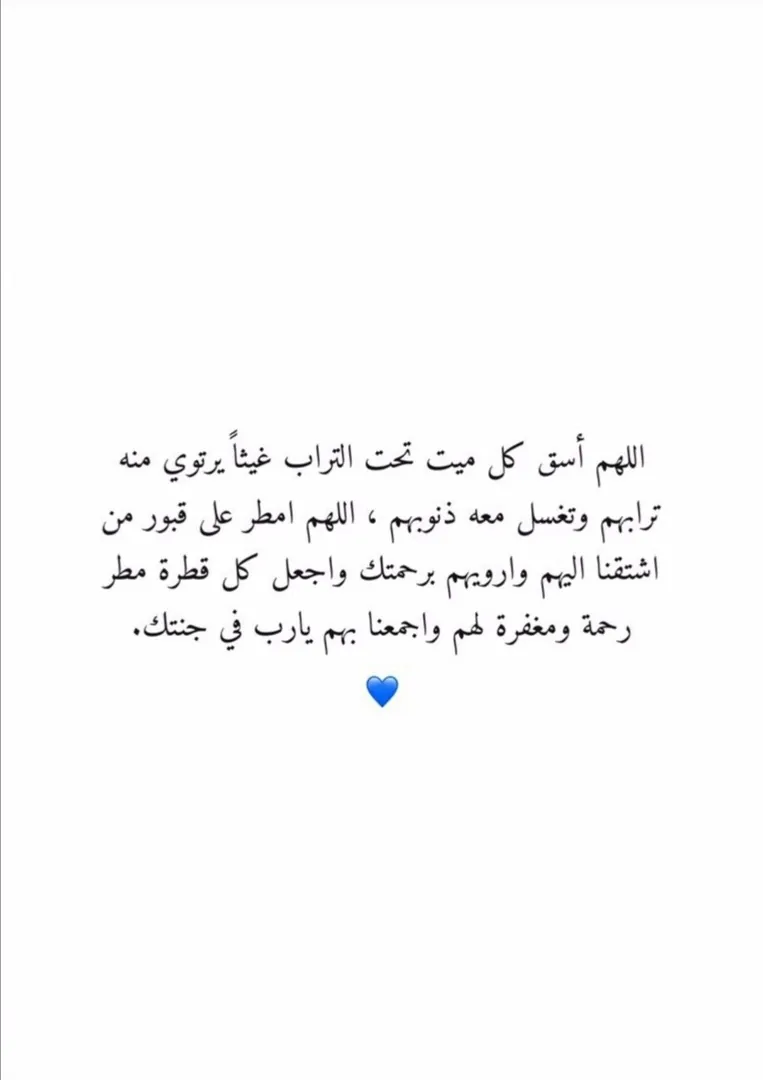 اللهم أسق كل ميت تحت التراب غيثاً يرتوي منه
ترابهم وتغسل معه ذنوبهم ، اللهم امطر على قبور من
اشتقنا اليهم وارويهم برحمتك واجعل كل قطرة مطر
رحمة ومغفرة لهم واجمعنا بهم يارب في جنتك.
💙